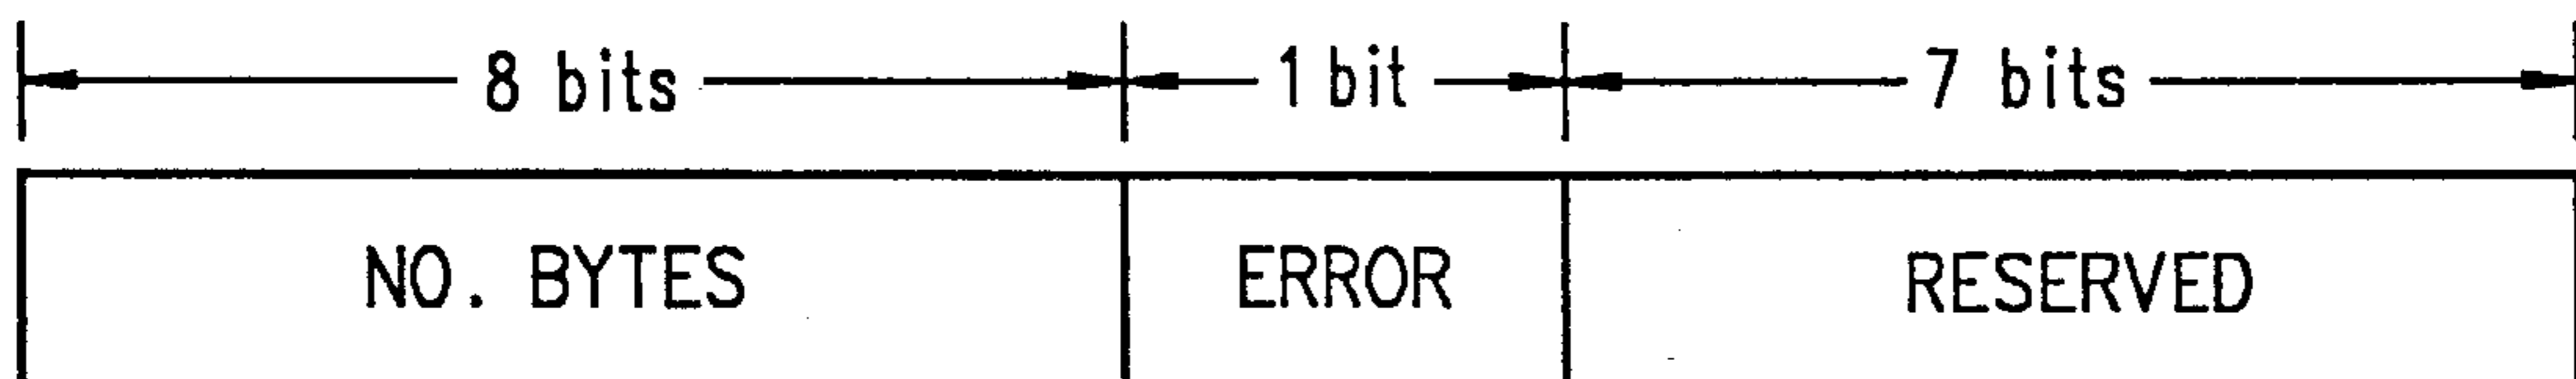 8 bits 1 bit 7 bits
NO. BYTES ERROR RESERVED